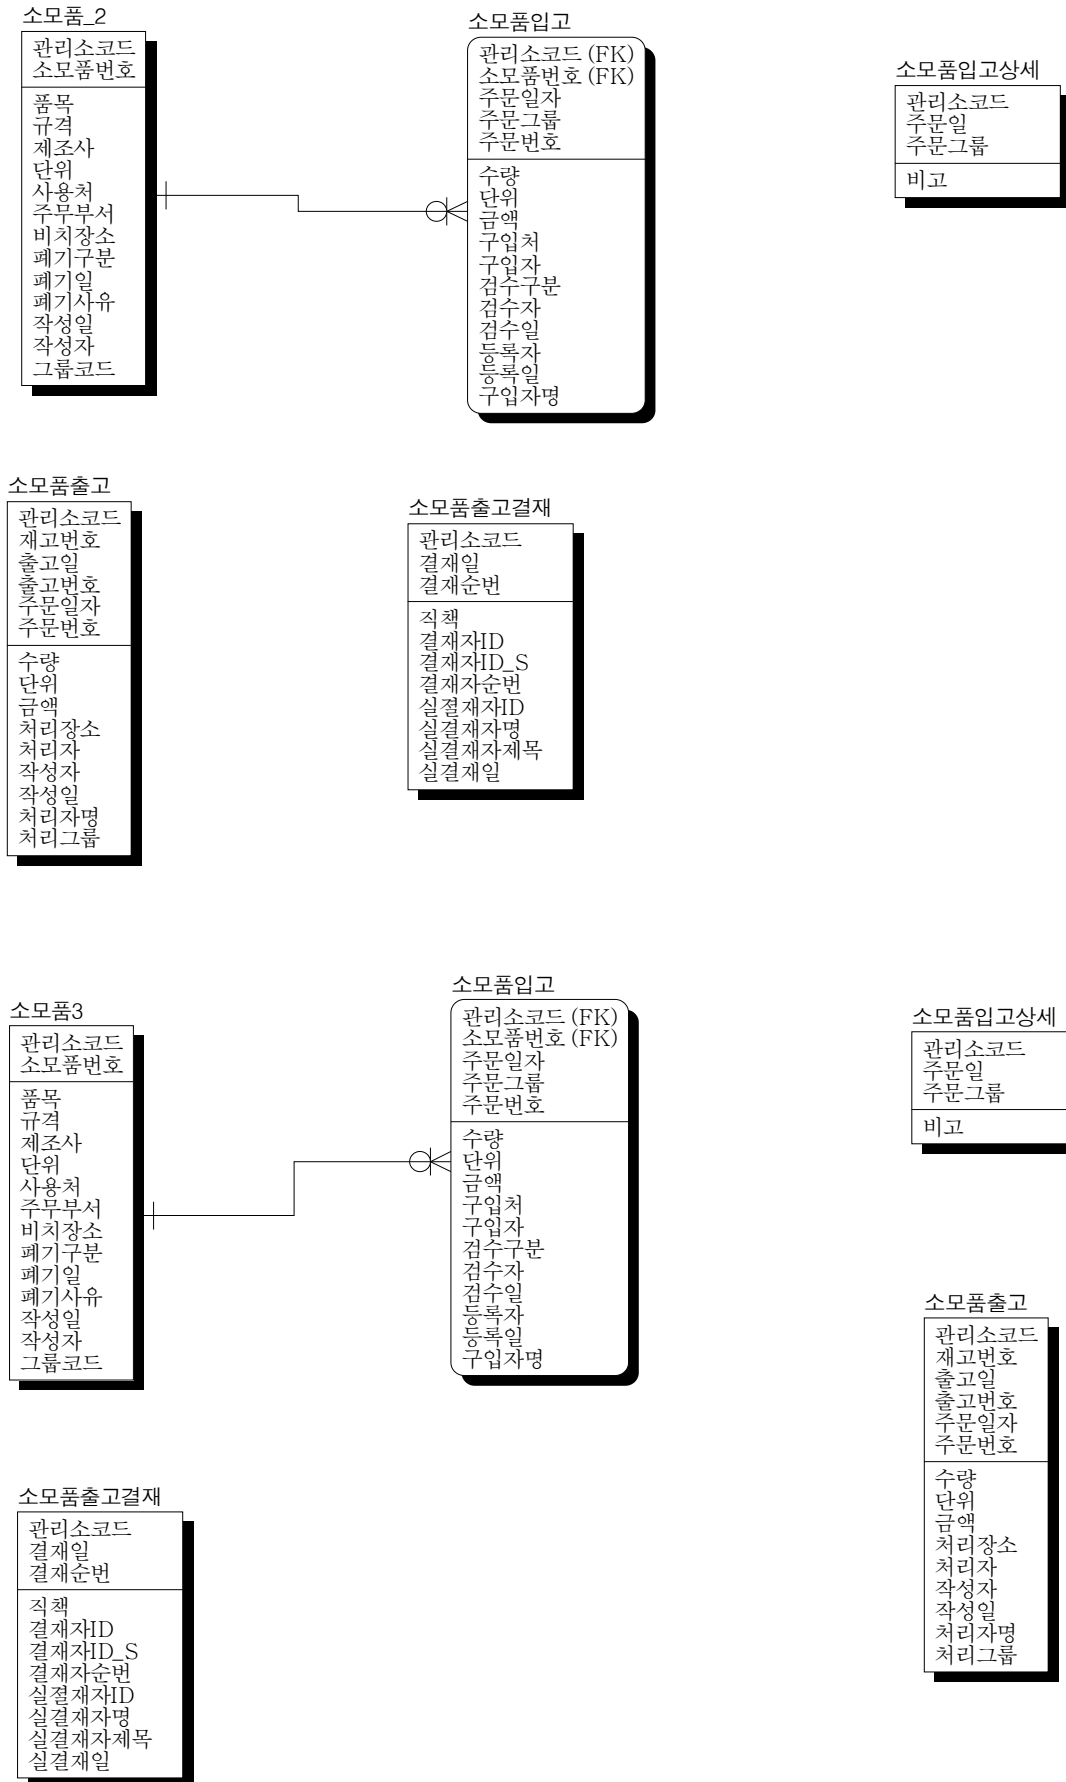 소모품_2
관리소코드
소모품번호
품목
규격
제조사
단위
사용처
주무부서
비치장소
폐기구분
폐기일
폐기사유
작성일
작성자
그룹코드
소모품입고
관리소코드 (FK)
소모품번호 (FK)
주문일자
주문그룹
주문번호
수량
단위
금액
구입처
구입자
검수구분
검수자
검수일
등록자
등록일
구입자명
소모품입고상세
관리소코드
주문일
주문그룹
비고
소모품출고
관리소코드
재고번호
출고일
출고번호
주문일자
주문번호
수량
단위
금액
처리장소
처리자
작성자
작성일
처리자명
처리그룹
소모품출고결재
관리소코드
결재일
결재순번
직책
결재자ID
결재자ID_S
결재자순번
실졀재자ID
실결재자명
실결재자제목
실결재일
소모품3
관리소코드
소모품번호
품목
규격
제조사
단위
사용처
주무부서
비치장소
폐기구분
폐기일
폐기사유
작성일
작성자
그룹코드
소모품입고
관리소코드 (FK)
소모품번호 (FK)
주문일자
주문그룹
주문번호
수량
단위
금액
구입처
구입자
검수구분
검수자
검수일
등록자
등록일
구입자명
소모품입고상세
관리소코드
주문일
주문그룹
비고
소모품출고
관리소코드
재고번호
출고일
출고번호
주문일자
주문번호
수량
단위
금액
처리장소
처리자
작성자
작성일
처리자명
처리그룹
소모품출고결재
관리소코드
결재일
결재순번
직책
결재자ID
결재자ID_S
결재자순번
실졀재자ID
실결재자명
실결재자제목
실결재일